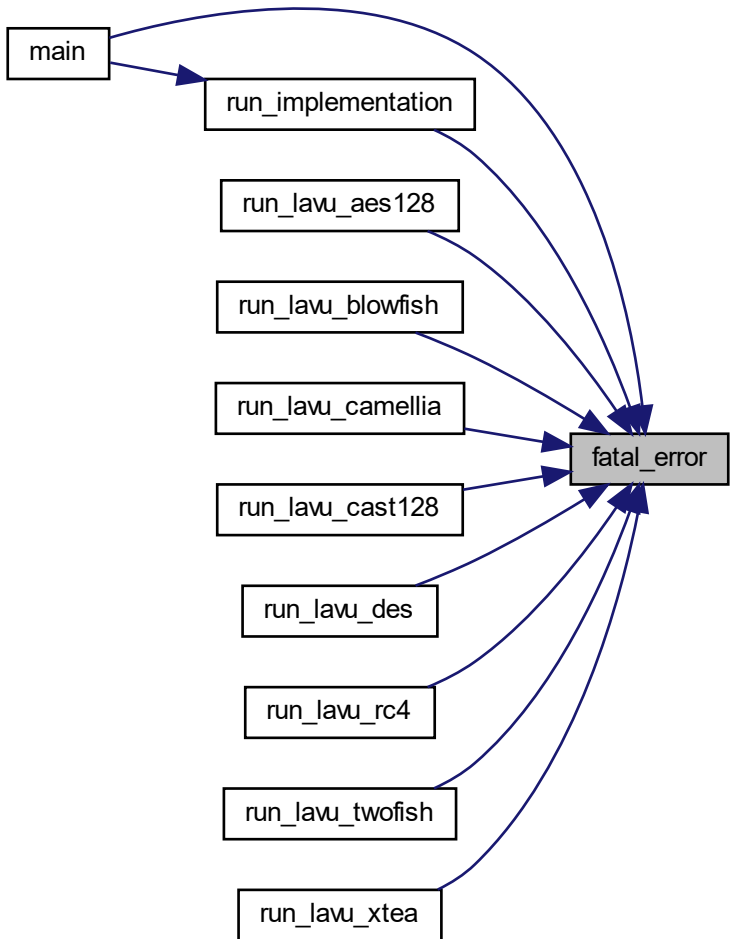 main
run_implementation
run_lavu_aes128
run_lavu_blowfish
run_lavu_camellia
fatal_error
run_lavu_cast128
run_lavu_des
run_lavu_rc4
run_lavu_twofish
run_lavu_xtea